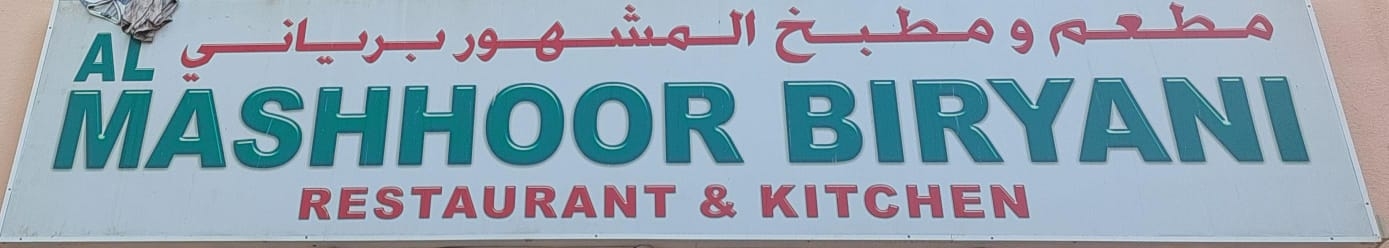 مطعم و مطبخ المشهور برياني
AL
MASHHOOR BIRYANI
RESTAURANT & KITCHEN